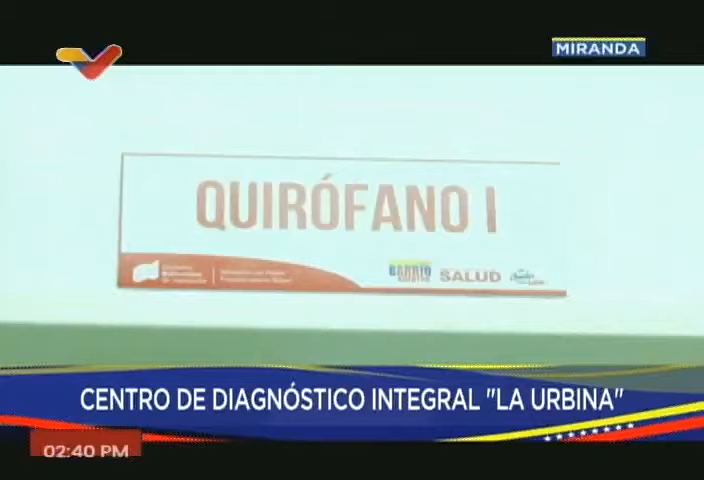 MIRANDA
QUIRÓFANO I
BARRIO
SALUD
CENTRO DE DIAGNÓSTICO INTEGRAL "LA URBINA"
02:40 PM